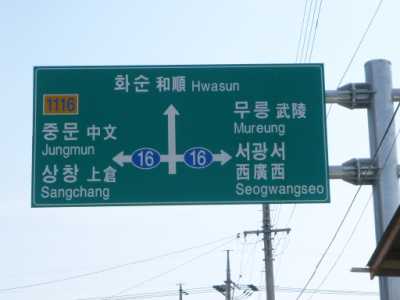 화순 和順 Hwasun
1116
중문 中文
Jungmun
상창 上倉
Sangchang
16
16
무릉 武陵
Mureung
서광서
西廣西
Seogwangseo